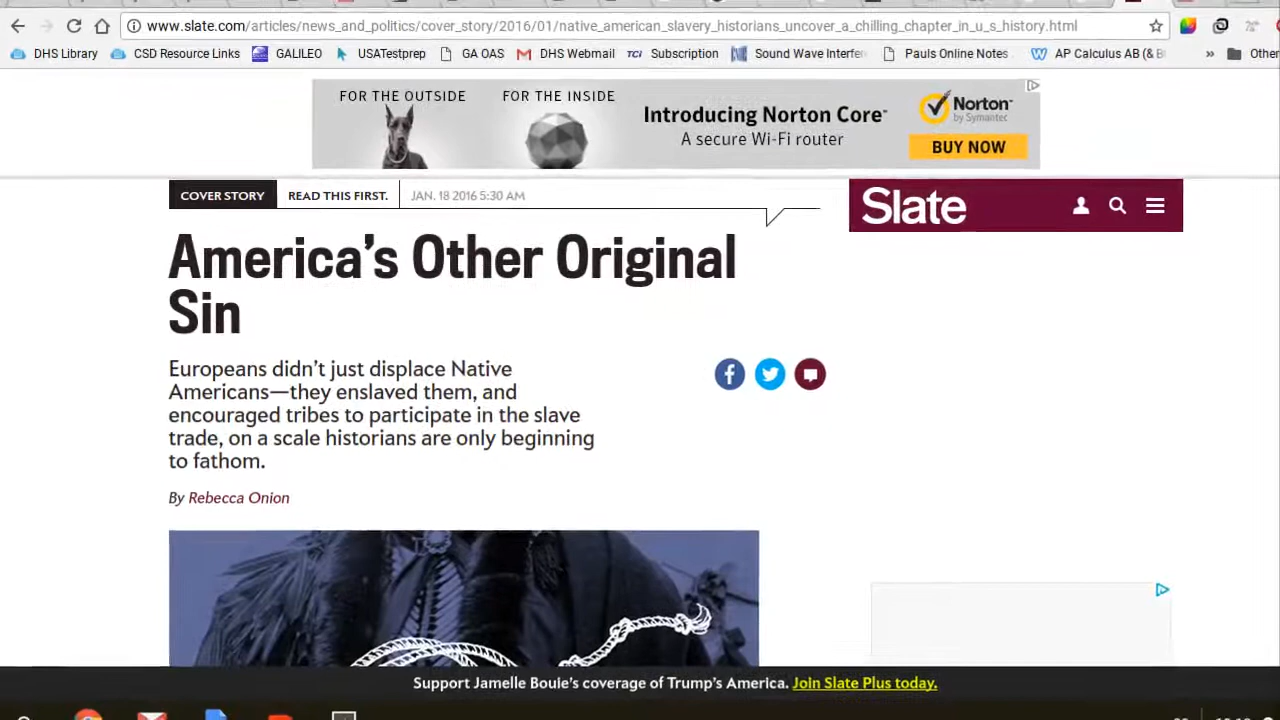 www.slate.com/articles/news_and_politics/cover_story/2016/01/native_american_slavery_historians_uncover_a_chilling_chapter_in_u_s_history.html
DHS Library CSD Resource Links GALILEO USATestprep GA OAS DHS Webmail TCI Subscription Sound Wave Interfere Pauls Online Notes AP Calculus AB (& B » Other
FOR THE OUTSIDE FOR THE INSIDE
Introducing Norton Core™
A secure Wi-Fi router
Norton™
by Symantec
BUY NOW
COVER STORY READ THIS FIRST. JAN. 18 2016 5:30 AM
Slate
America’s Other Original
Sin
Europeans didn’t just displace Native
Americans—they enslaved them, and
encouraged tribes to participate in the slave
trade, on a scale historians are only beginning
to fathom.
By Rebecca Onion
Support Jamelle Bouie’s coverage of Trump’s America. Join Slate Plus today.